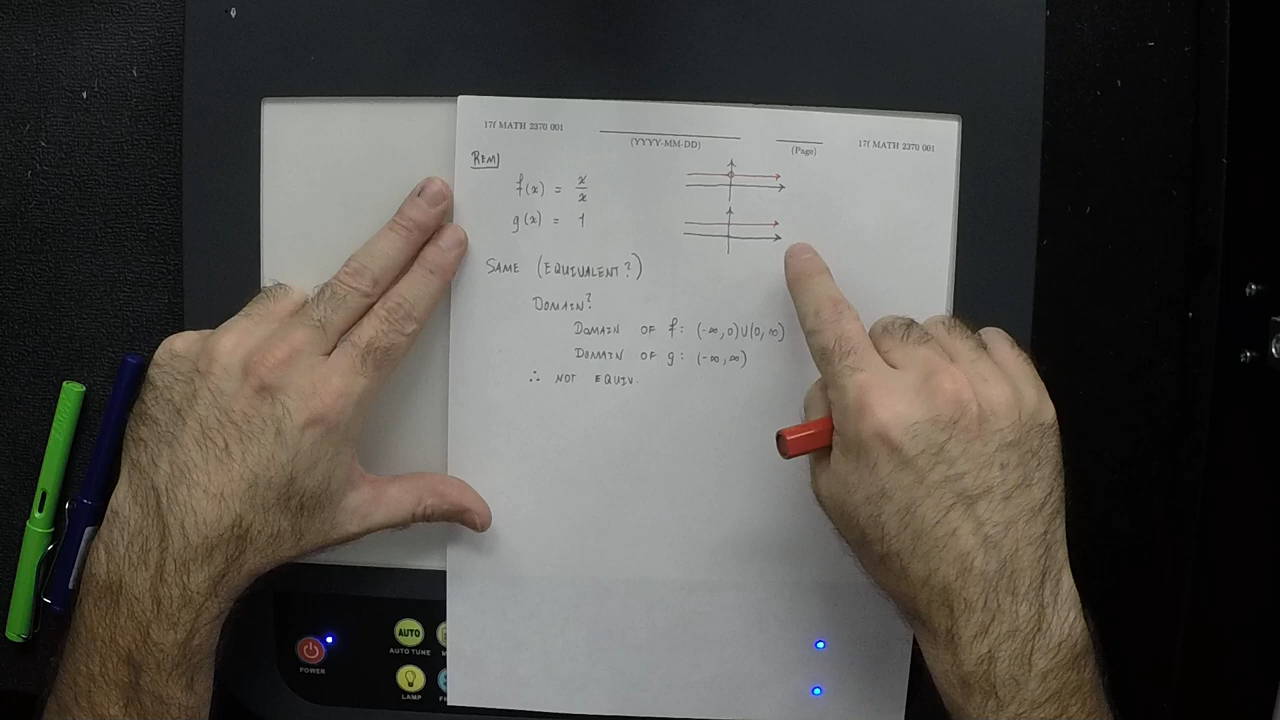 17f MATH 2370 001
(YYYY-MM-DD)
(Page)
17f MATH 2370 001
REM
f(x) = x/x
g(x) = 1
SAME (EQUIVALENT?)
DOMAIN?
DOMAIN OF f: (-∞,0)∪(0,∞)
DOMAIN OF g: (-∞,∞)
∴ NOT EQUIV.
AUTO
AUTO TUNE
POWER
LAMP